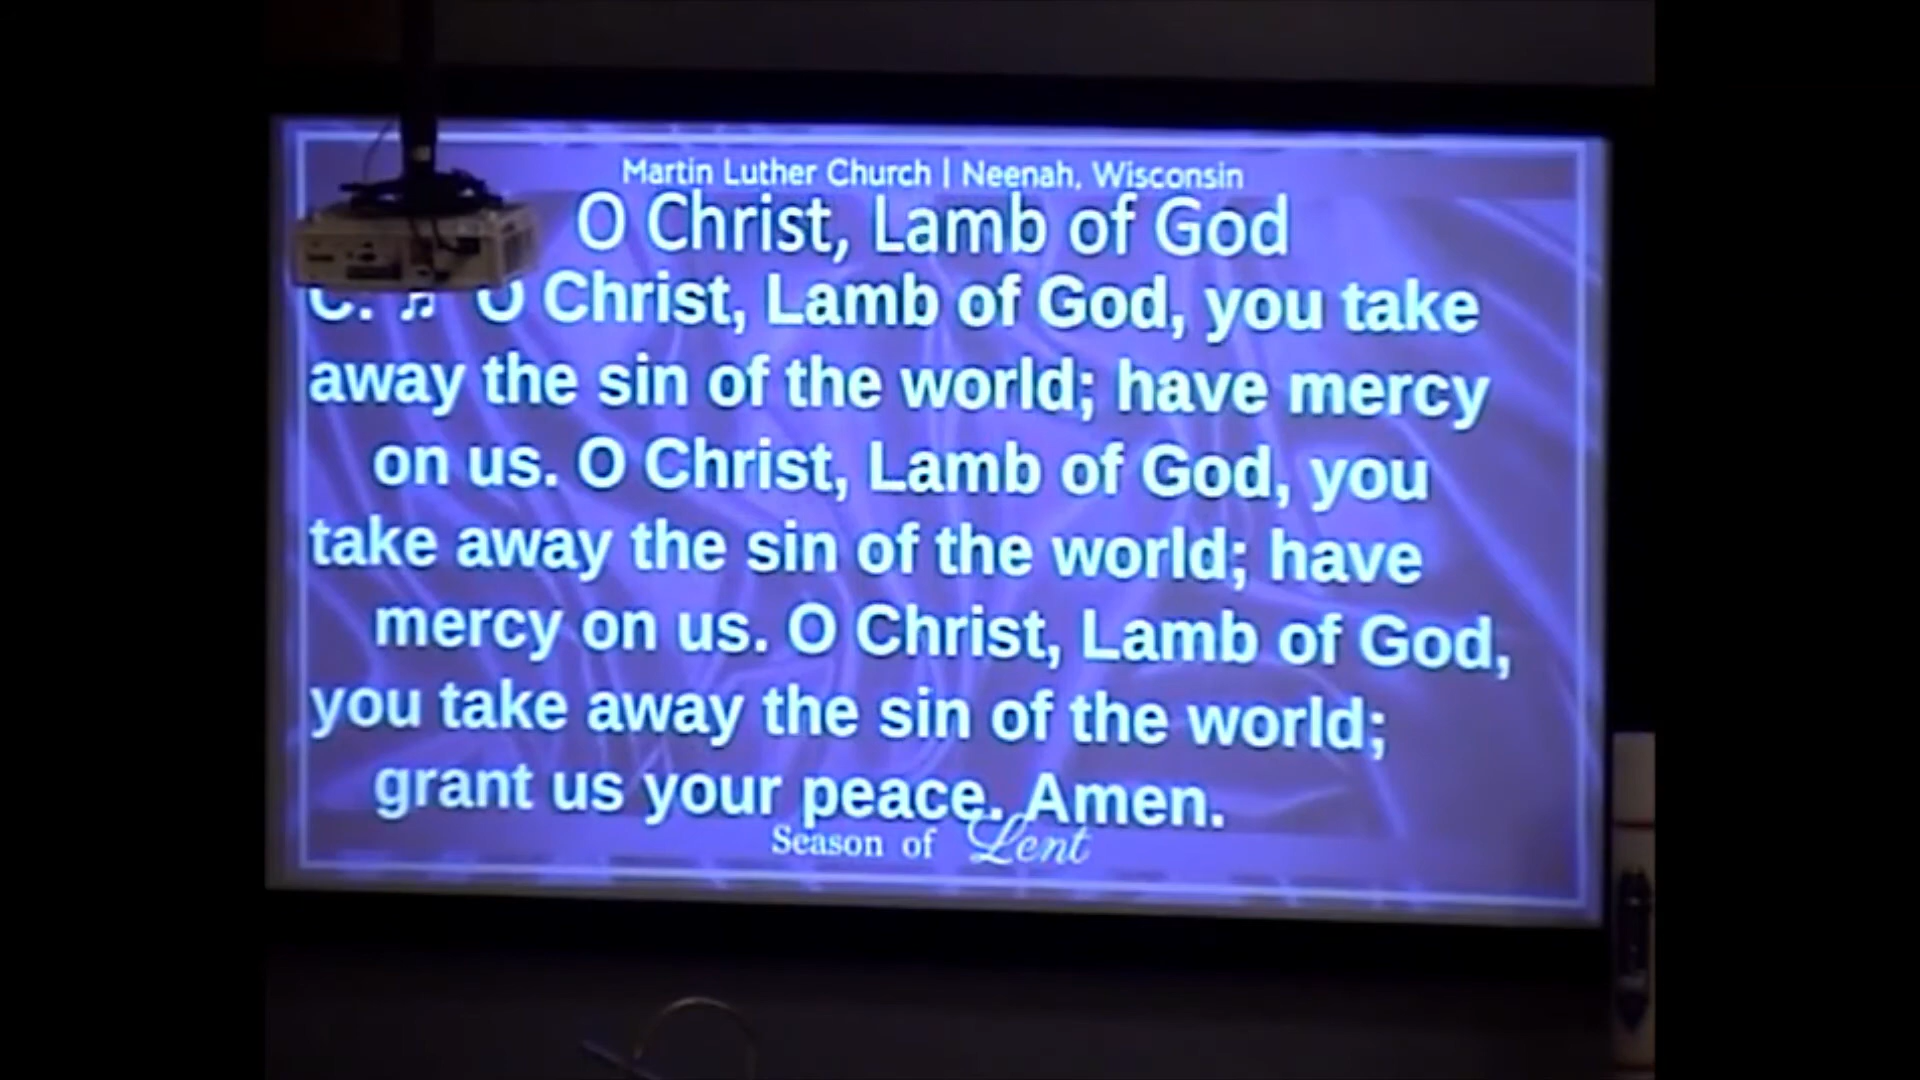 Martin Luther Church | Neenah, Wisconsin
O Christ, Lamb of God
C. ♫ O Christ, Lamb of God, you take
away the sin of the world; have mercy
on us. O Christ, Lamb of God, you
take away the sin of the world; have
mercy on us. O Christ, Lamb of God,
you take away the sin of the world;
grant us your peace. Amen.
Season of Lent